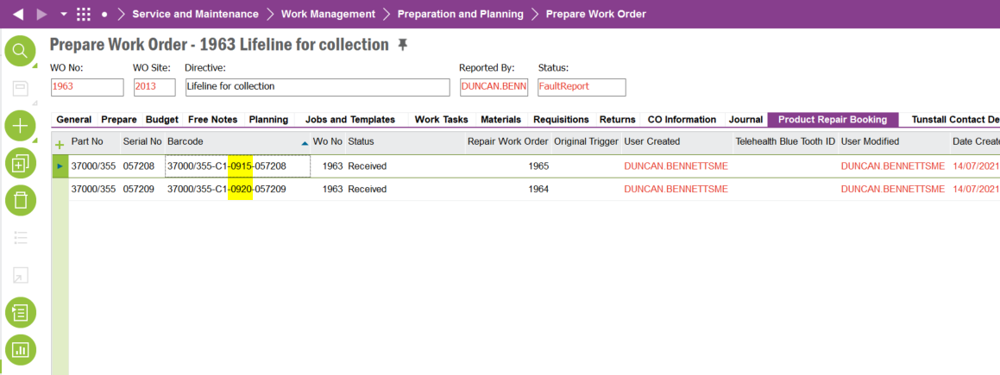 Service and Maintenance Work Management Preparation and Planning Prepare Work Order
Prepare Work Order - 1963 Lifeline for collection
WO No: WO Site: Directive: Reported By: Status:
1963 2013 Lifeline for collection DUNCAN.BENN FaultReport
General Prepare Budget Free Notes Planning Jobs and Templates Work Tasks Materials Requisitions Returns CO Information Journal Product Repair Booking Tunstall Contact De
Part No Serial No Barcode Wo No Status Repair Work Order Original Trigger User Created Telehealth Blue Tooth ID User Modified Date Create
37000/355 057208 37000/355-C1-0915-057208 1963 Received 1965 DUNCAN.BENNETTSME DUNCAN.BENNETTSME 14/07/2021
37000/355 057209 37000/355-C1-0920-057209 1963 Received 1964 DUNCAN.BENNETTSME DUNCAN.BENNETTSME 14/07/2021